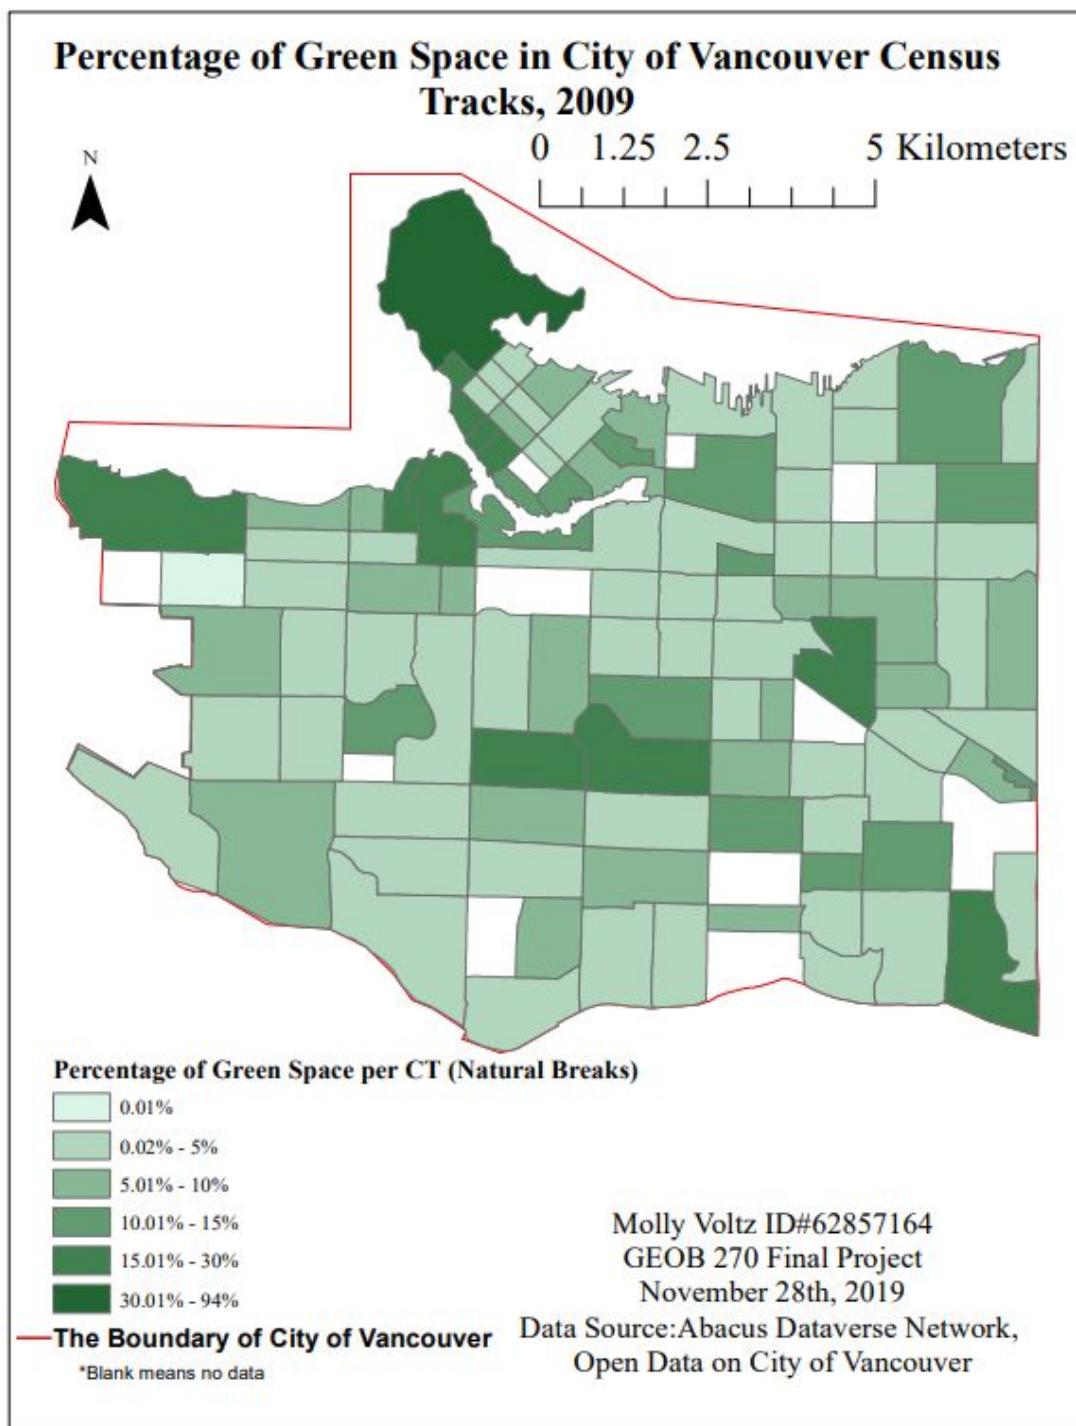 Percentage of Green Space in City of Vancouver Census
Tracks, 2009
0 1.25 2.5 5 Kilometers
N
Percentage of Green Space per CT (Natural Breaks)
0.01%
0.02% - 5%
5.01% - 10%
10.01% - 15%
15.01% - 30%
30.01% - 94%
The Boundary of City of Vancouver
*Blank means no data
Molly Voltz ID#62857164
GEOB 270 Final Project
November 28th, 2019
Data Source:Abacus Dataverse Network,
Open Data on City of Vancouver